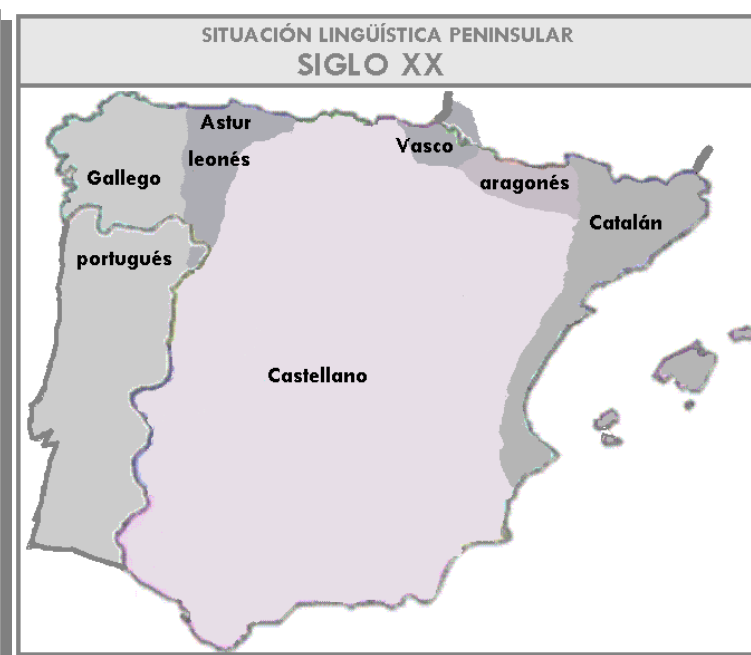 SITUACIÓN LINGÜÍSTICA PENINSULAR
SIGLO XX
Astur
leonés
Vasco
Gallego
aragonés
Catalán
portugués
Castellano